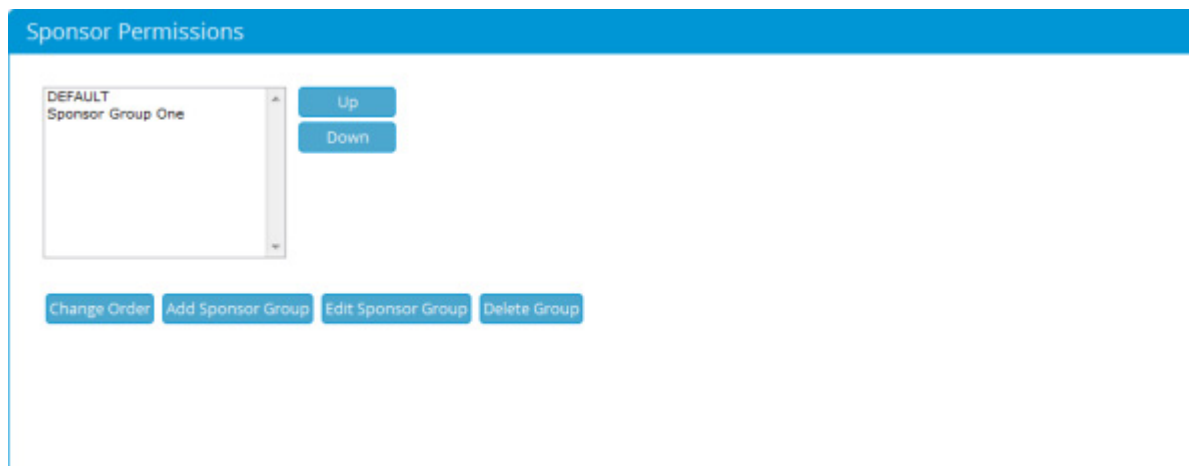 Sponsor Permissions
DEFAULT
Sponsor Group One
Up
Down
Change Order Add Sponsor Group Edit Sponsor Group Delete Group